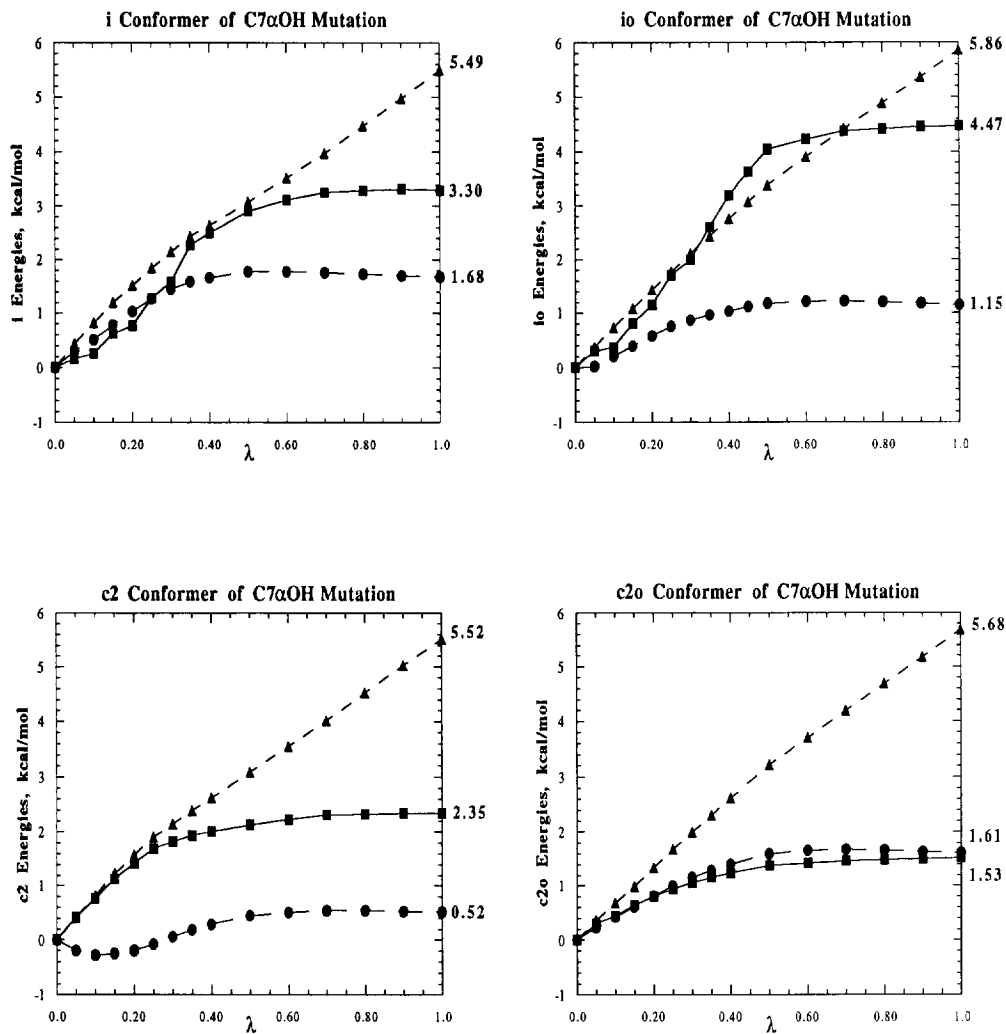 i Conformer of C7αOH Mutation
i Energies, kcal/mol
6
5
4
3
2
1
0
-1
5.49
3.30
1.68
0.0 0.20 0.40 0.60 0.80 1.0
λ
io Conformer of C7αOH Mutation
io Energies, kcal/mol
6
5
4
3
2
1
0
-1
5.86
4.47
1.15
0.0 0.20 0.40 0.60 0.80 1.0
λ
c2 Conformer of C7αOH Mutation
c2 Energies, kcal/mol
6
5
4
3
2
1
0
-1
5.52
2.35
0.52
0.0 0.20 0.40 0.60 0.80 1.0
λ
c2o Conformer of C7αOH Mutation
c2o Energies, kcal/mol
6
5
4
3
2
1
0
-1
5.68
1.61
1.53
0.0 0.20 0.40 0.60 0.80 1.0
λ